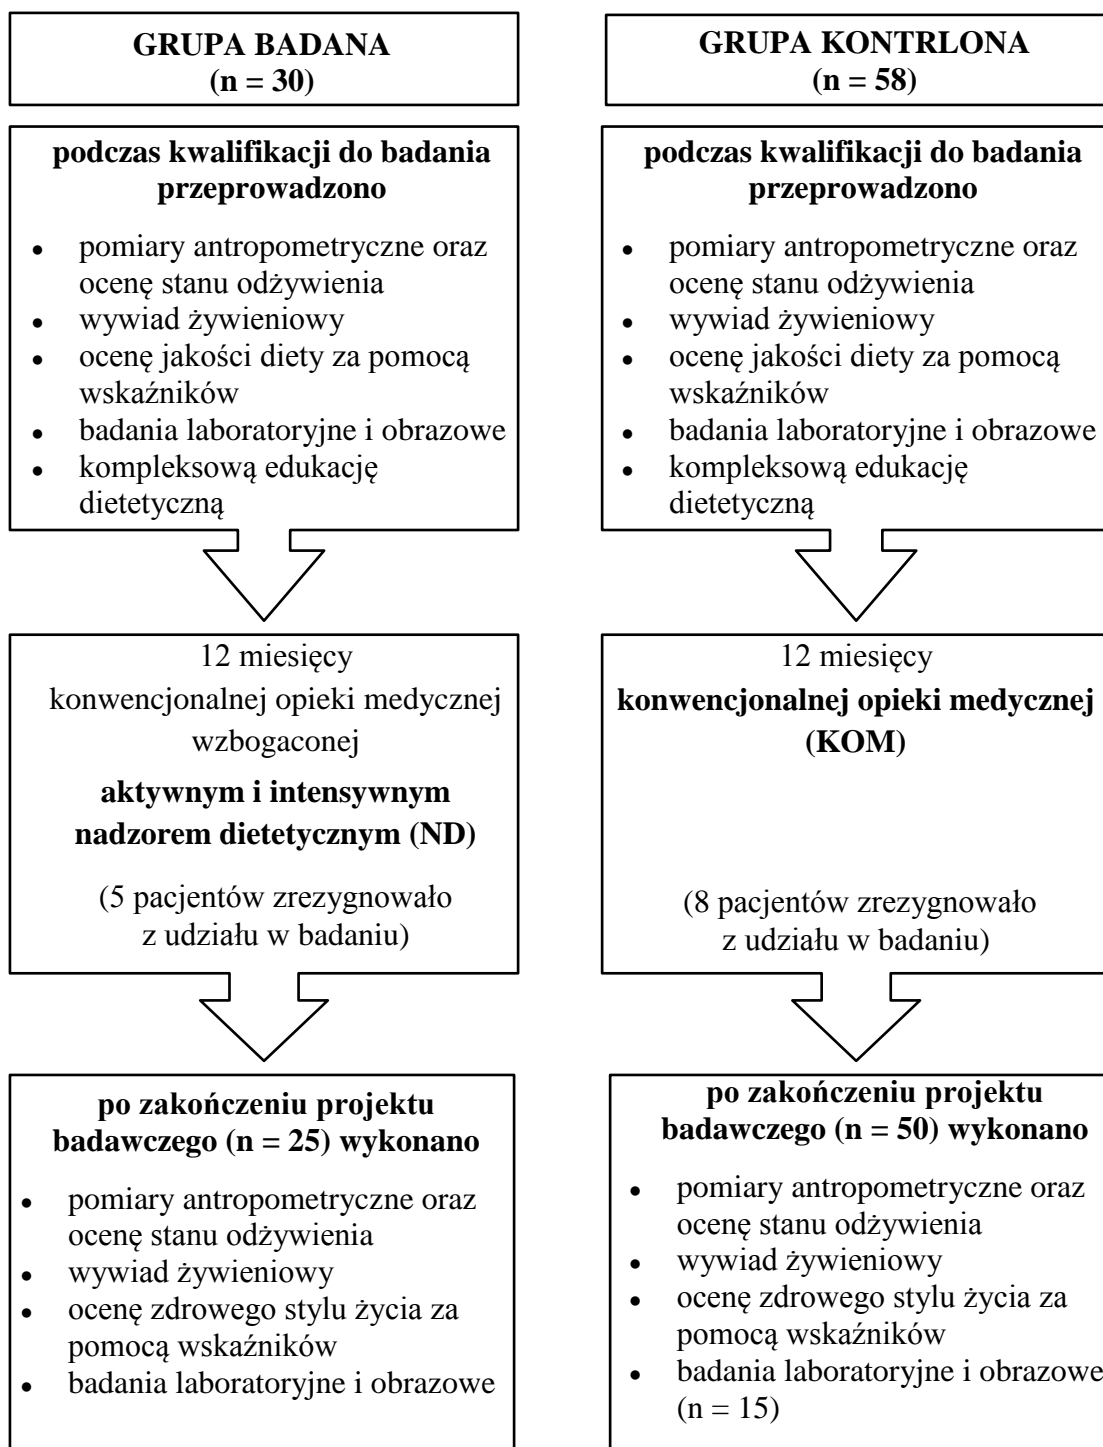 GRUPA BADANA
(n = 30)
podczas kwalifikacji do badania
przeprowadzono
● pomiary antropometryczne oraz
ocenę stanu odżywienia
● wywiad żywieniowy
● ocenę jakości diety za pomocą
wskaźników
● badania laboratoryjne i obrazowe
● kompleksową edukację
dietetyczną
12 miesięcy
konwencjonalnej opieki medycznej
wzbogaconej
aktywnym i intensywnym
nadzorem dietetycznym (ND)
(5 pacjentów zrezygnowało
z udziału w badaniu)
po zakończeniu projektu
badawczego (n = 25) wykonano
● pomiary antropometryczne oraz
ocenę stanu odżywienia
● wywiad żywieniowy
● ocenę zdrowego stylu życia za
pomocą wskaźników
● badania laboratoryjne i obrazowe
GRUPA KONTRLONA
(n = 58)
podczas kwalifikacji do badania
przeprowadzono
● pomiary antropometryczne oraz
ocenę stanu odżywienia
● wywiad żywieniowy
● ocenę jakości diety za pomocą
wskaźników
● badania laboratoryjne i obrazowe
● kompleksową edukację
dietetyczną
12 miesięcy
konwencjonalnej opieki medycznej
(KOM)
(8 pacjentów zrezygnowało
z udziału w badaniu)
po zakończeniu projektu
badawczego (n = 50) wykonano
● pomiary antropometryczne oraz
ocenę stanu odżywienia
● wywiad żywieniowy
● ocenę zdrowego stylu życia za
pomocą wskaźników
● badania laboratoryjne i obrazowe
(n = 15)